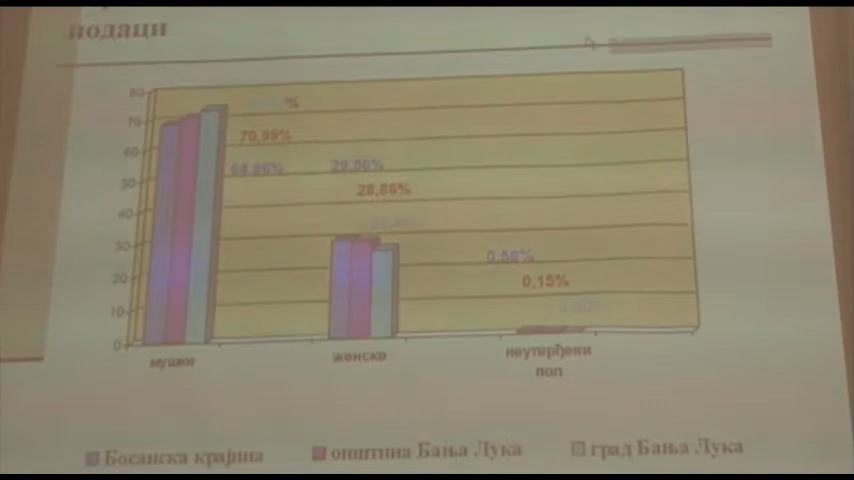 подаци
80
70
60
50
40
30
20
10
0
%
70,99%
68,86%
29,56%
28,86%
0,58%
0,15%
мушки
женски
неутврђени
пол
Босанска крајина
општина Бања Лука
град Бања Лука